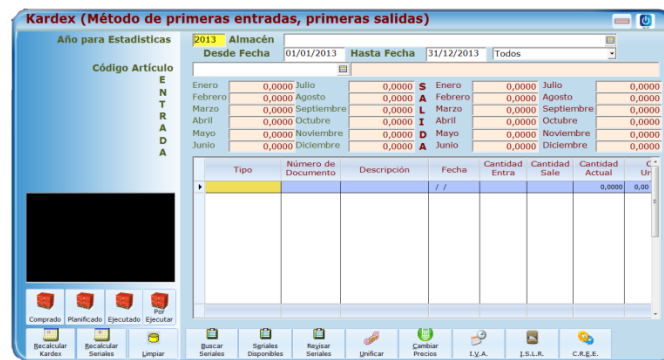 Kardex (Método de primeras entradas, primeras salidas)
Año para Estadisticas 2013 Almacén
Desde Fecha 01/01/2013 Hasta Fecha 31/12/2013 Todos
Código Artículo
E
N
T
R
A
D
A
Enero 0,0000 Julio 0,0000 S Enero 0,0000 Julio 0,0000
Febrero 0,0000 Agosto 0,0000 A Febrero 0,0000 Agosto 0,0000
Marzo 0,0000 Septiembre 0,0000 L Marzo 0,0000 Septiembre 0,0000
Abril 0,0000 Octubre 0,0000 I Abril 0,0000 Octubre 0,0000
Mayo 0,0000 Noviembre 0,0000 D Mayo 0,0000 Noviembre 0,0000
Junio 0,0000 Diciembre 0,0000 A Junio 0,0000 Diciembre 0,0000
Tipo Número de Documento Descripción Fecha Cantidad Entra Cantidad Sale Cantidad Actual C Ur
/ / 0,0000 0,00
Comprado Planificado Ejecutado Por Ejecutar
Recalcular Kardex Recalcular Seriales Limpiar Buscar Seriales Seriales Disponibles Revisar Seriales Unificar Cambiar Precios I.V.A. I.S.L.R. C.R.E.E.